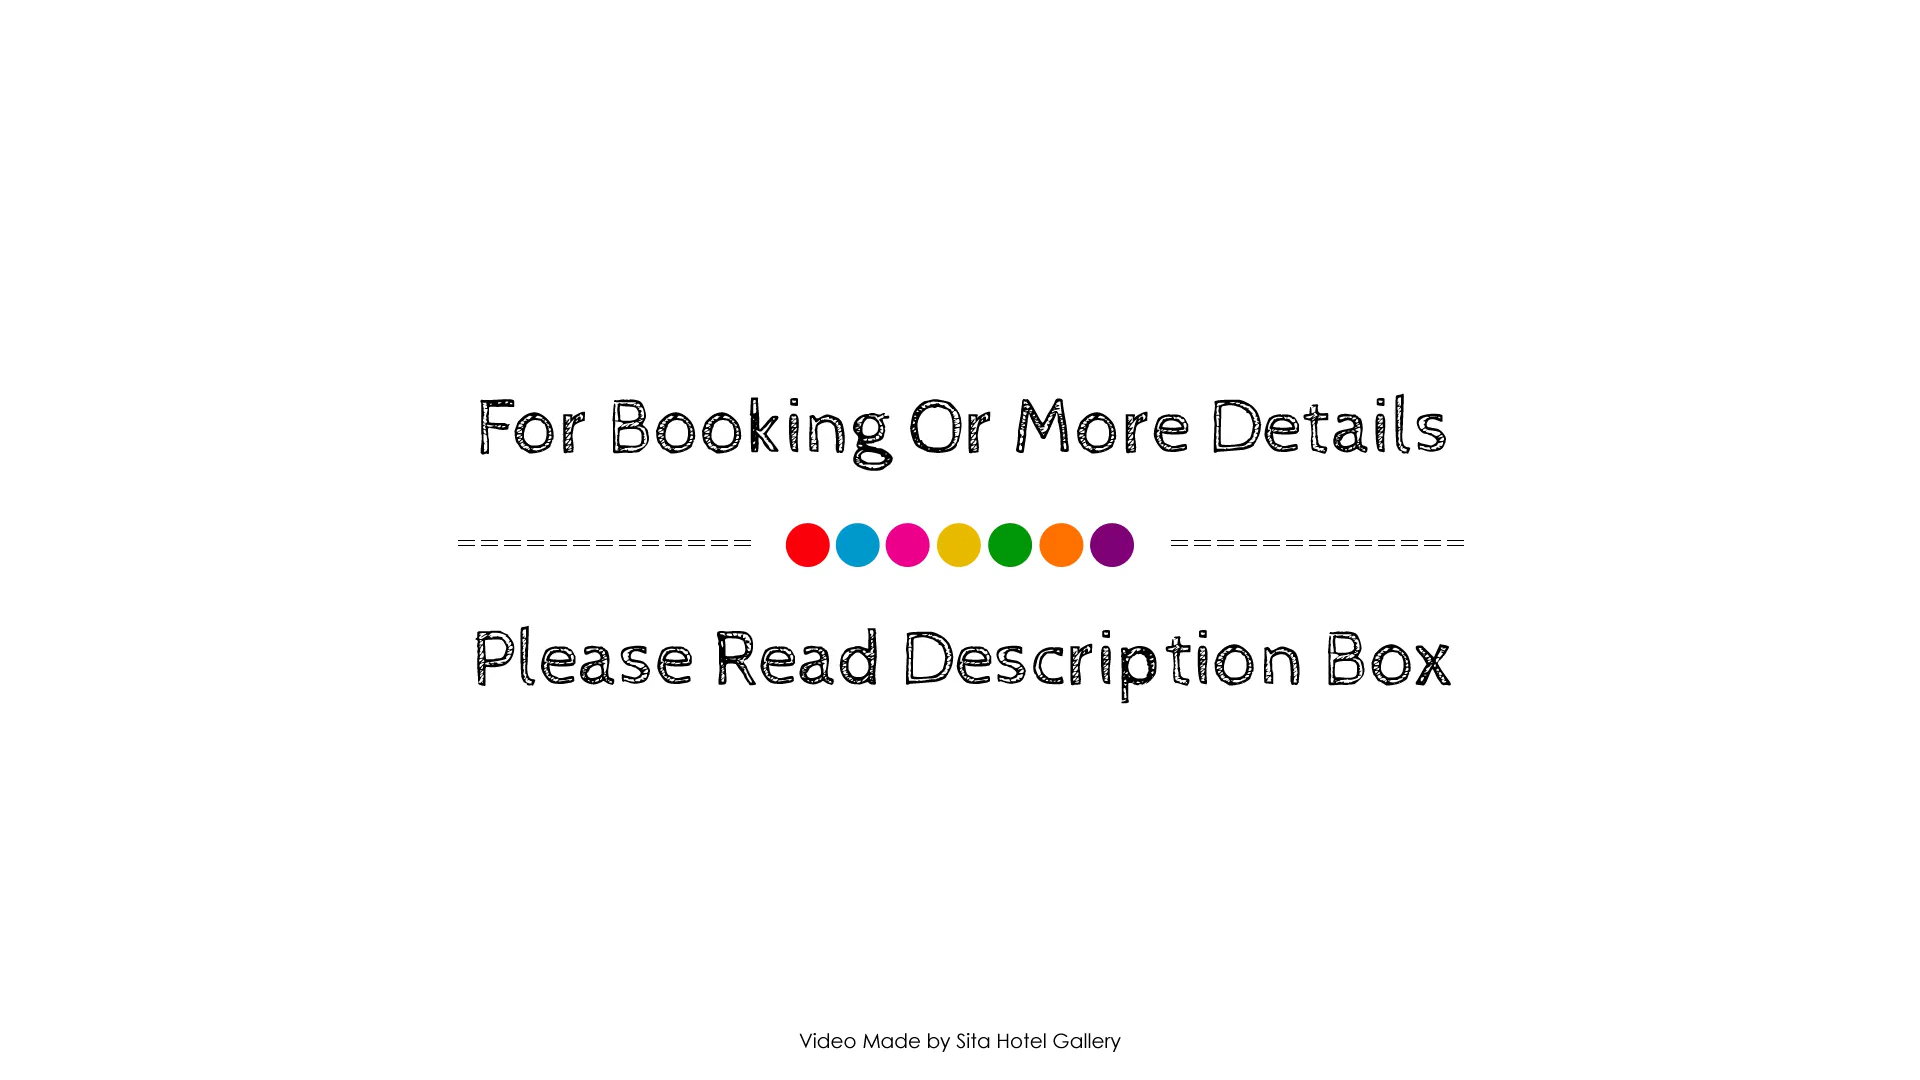 For Booking Or More Details
============= =============
Please Read Description Box
Video Made by Sita Hotel Gallery